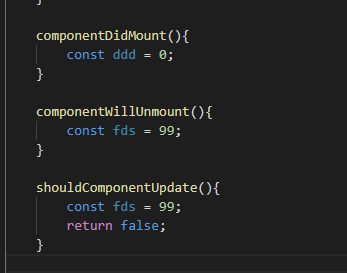 }
componentDidMount(){
const ddd = 0;
}
componentWillUnmount(){
const fds = 99;
}
shouldComponentUpdate(){
const fds = 99;
return false;
}